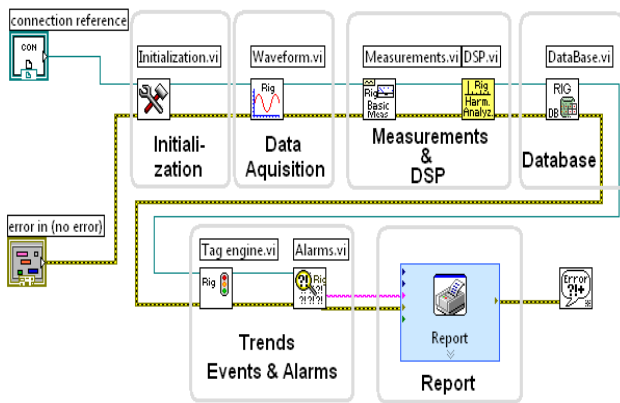 connection reference
CON
Initialization.vi
Initiali-
zation
Waveform.vi
Rig
Data
Aquisition
Measurements.vi
DSP.vi
Rig
Basic
Meas
Rig
Harm.
Analyz.
Measurements
&
DSP
DataBase.vi
RIG
DB
Database
error in (no error)
Tag engine.vi
Alarms.vi
Rig
?! Rig
?!
?!?!?!
Trends
Events & Alarms
Report
Report
Error
?!+